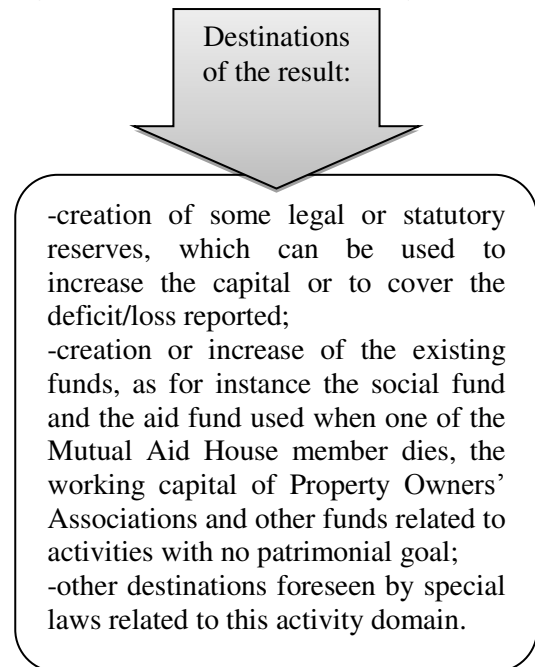 Destinations
of the result:
-creation of some legal or statutory
reserves, which can be used to
increase the capital or to cover the
deficit/loss reported;
-creation or increase of the existing
funds, as for instance the social fund
and the aid fund used when one of the
Mutual Aid House member dies, the
working capital of Property Owners’
Associations and other funds related to
activities with no patrimonial goal;
-other destinations foreseen by special
laws related to this activity domain.